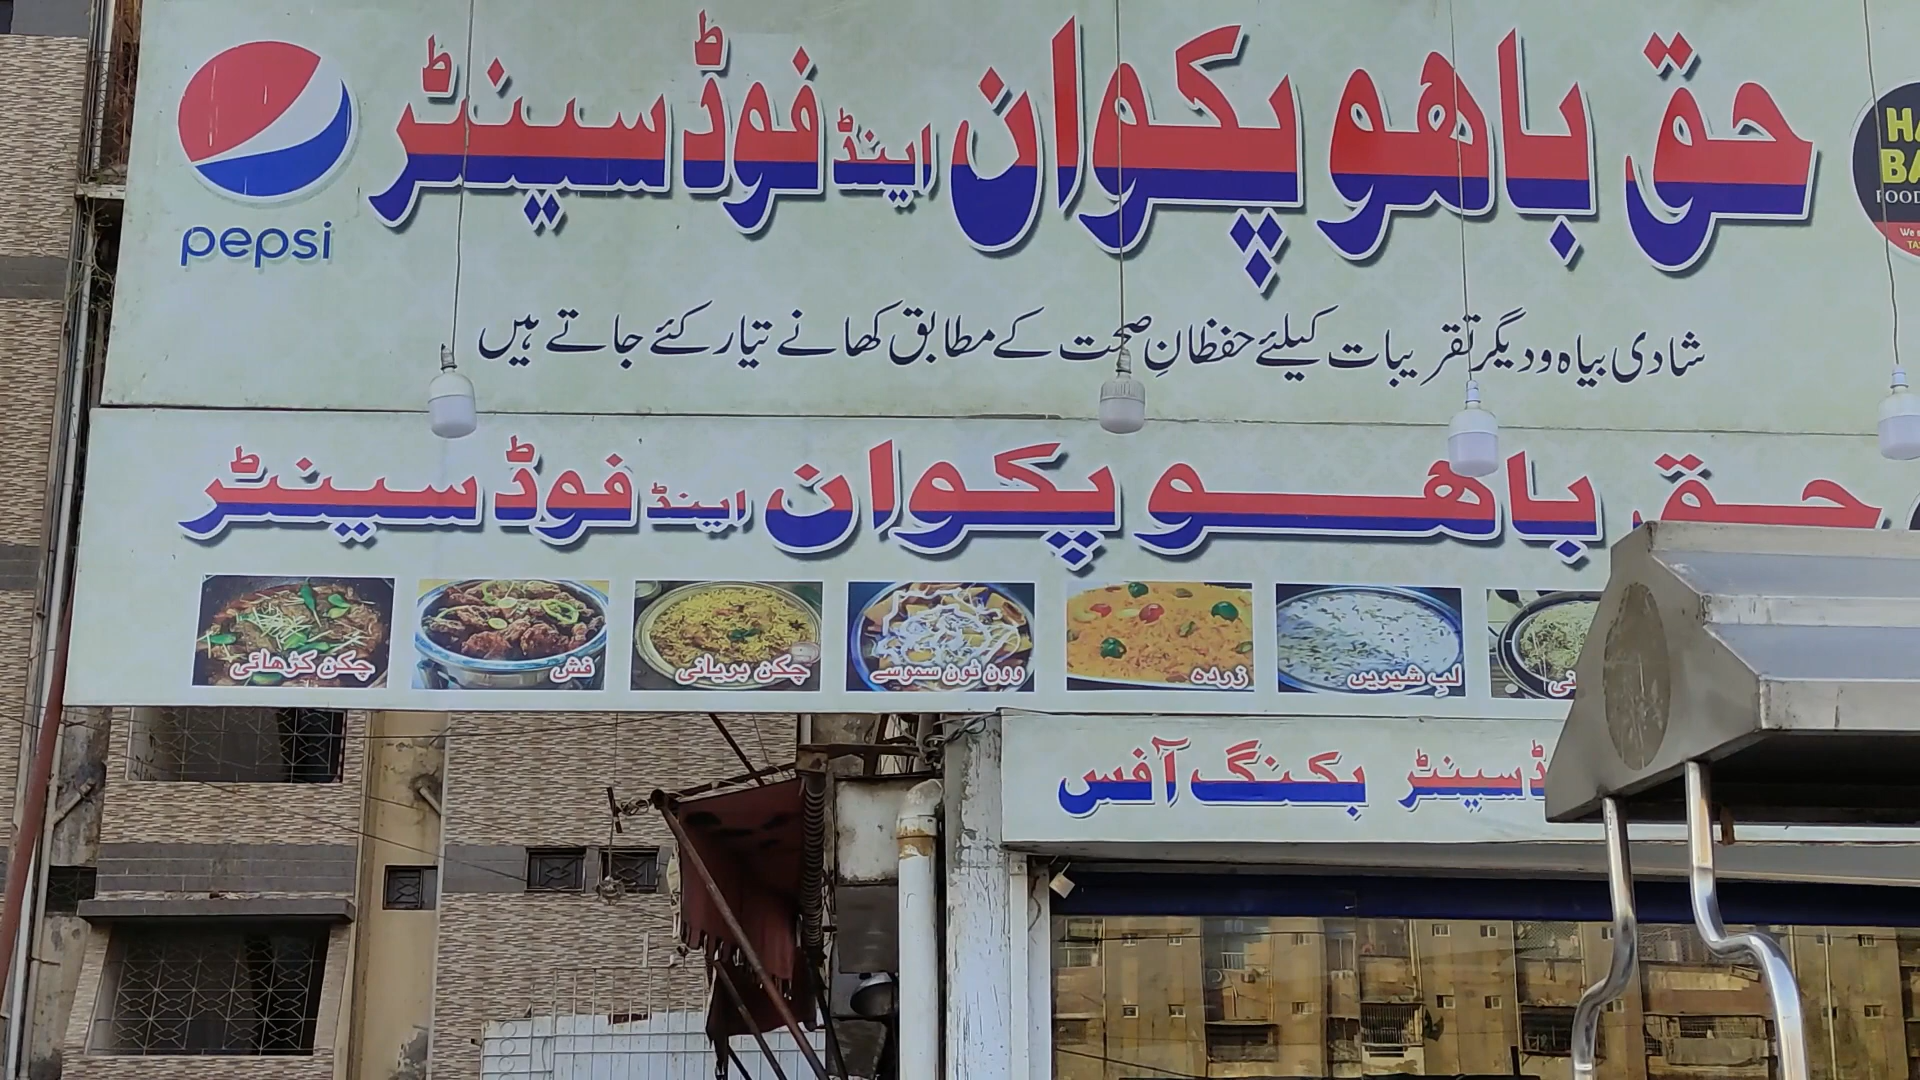 حق باھو پکوان اینڈ فوڈ سینٹر
pepsi
شادی بیاہ و دیگر تقریبات کیلئے حفظانِ صحت کے مطابق کھانے تیار کئے جاتے ہیں
حق باھو پکوان اینڈ فوڈ سینٹر
چکن کڑھائی
فش
چکن بریانی
وون ٹون سموسے
زردہ
لبِ شیریں
سینٹر بکنگ آفس